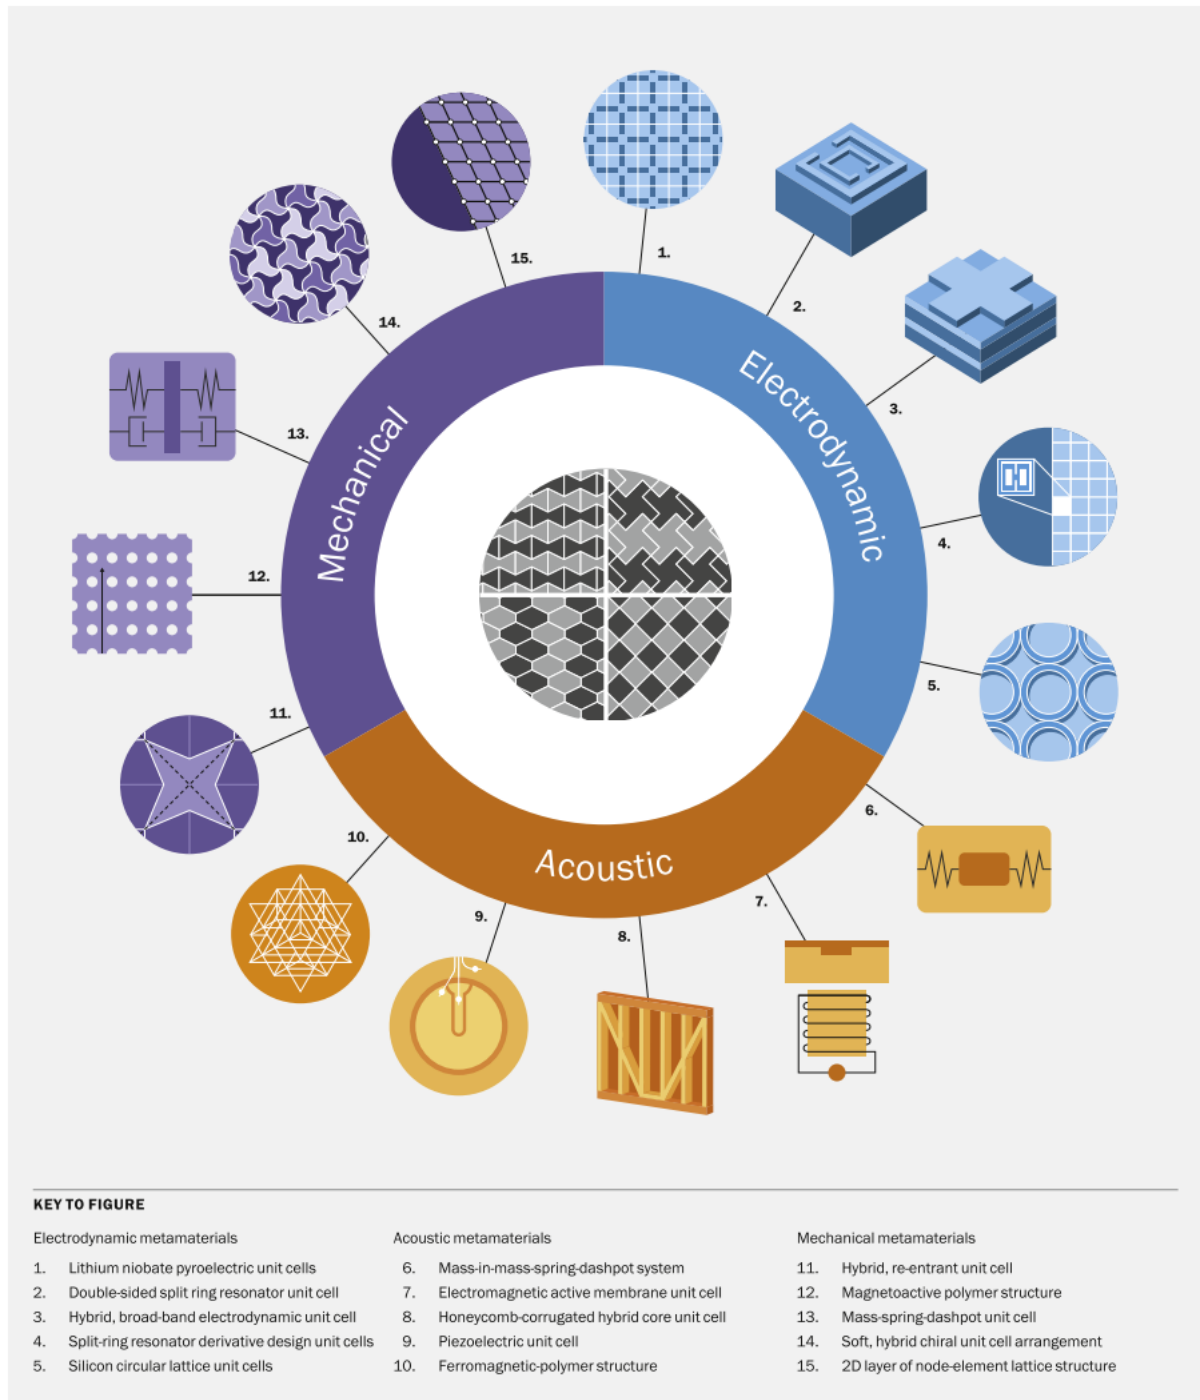 1.
2.
3.
4.
5.
6.
7.
8.
9.
10.
11.
12.
13.
14.
15.
Electrodynamic
Acoustic
Mechanical
KEY TO FIGURE
Electrodynamic metamaterials
1. Lithium niobate pyroelectric unit cells
2. Double-sided split ring resonator unit cell
3. Hybrid, broad-band electrodynamic unit cell
4. Split-ring resonator derivative design unit cells
5. Silicon circular lattice unit cells
Acoustic metamaterials
6. Mass-in-mass-spring-dashpot system
7. Electromagnetic active membrane unit cell
8. Honeycomb-corrugated hybrid core unit cell
9. Piezoelectric unit cell
10. Ferromagnetic-polymer structure
Mechanical metamaterials
11. Hybrid, re-entrant unit cell
12. Magnetoactive polymer structure
13. Mass-spring-dashpot unit cell
14. Soft, hybrid chiral unit cell arrangement
15. 2D layer of node-element lattice structure